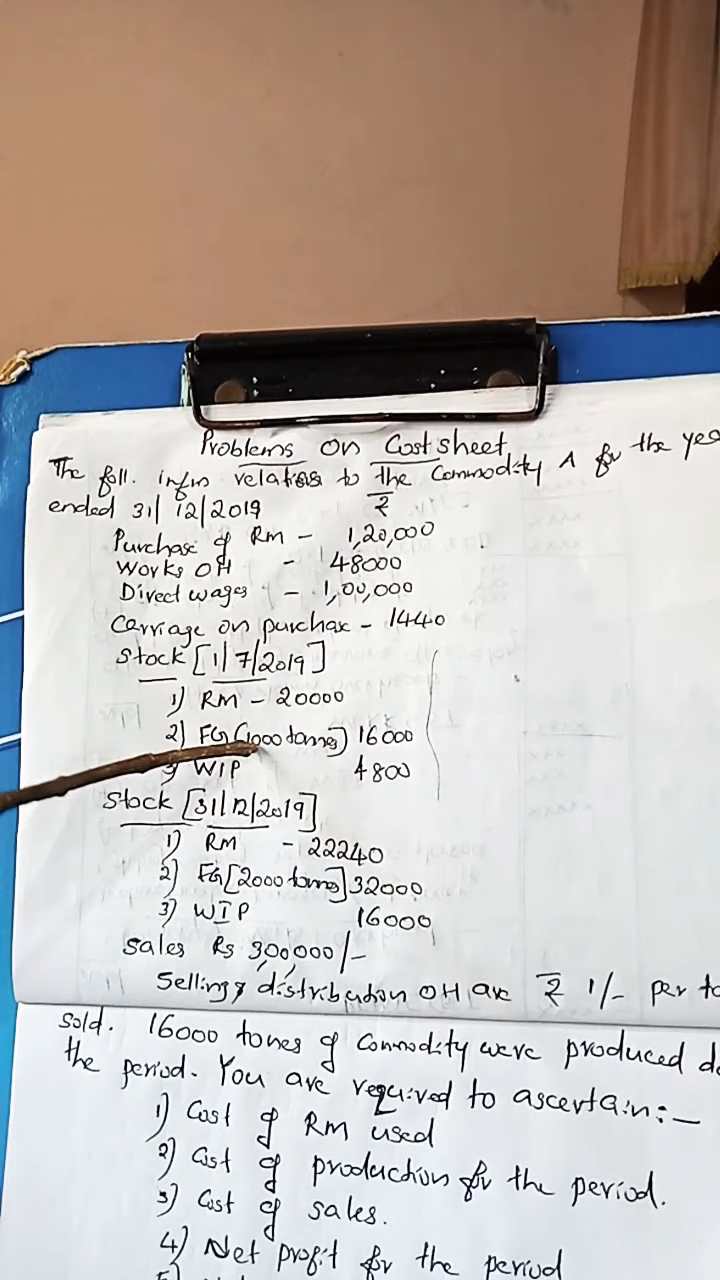 Problems on Cost sheet
The foll. infm relates to the Commodity A for the yea
ended 31/12/2019 ₹
Purchase of RM - 1,20,000
Works OH - 48000
Direct wages - 1,00,000
Carriage on purchase - 1440
Stock [1/7/2019]
1) RM - 20000
2) FG (1000 tones) 16000
3) WIP 4800
Stock [31/12/2019]
1) RM - 22240
2) FG [2000 tones] 32000
3) WIP 16000
Sales Rs 300,000/-
Selling & distribution OH are ₹ 1/- per to
sold. 16000 tones of Commodity were produced d
the period. You are required to ascertain:-
1) Cost of RM used
2) Cost of production for the period.
3) Cost of sales.
4) Net profit for the period
5)